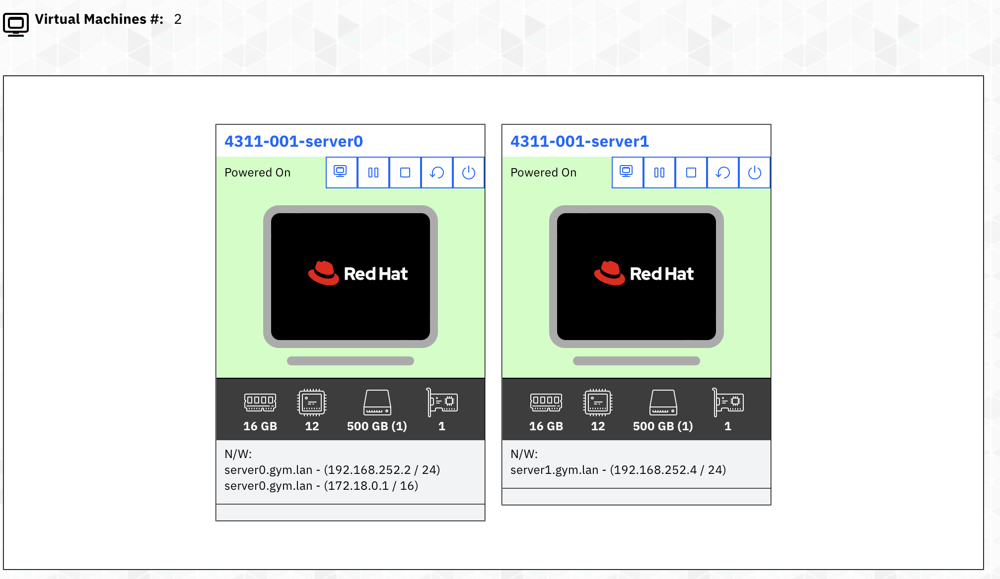 Virtual Machines #: 2
4311-001-server0
Powered On
Red Hat
16 GB 12 500 GB (1) 1
N/W:
server0.gym.lan - (192.168.252.2 / 24)
server0.gym.lan - (172.18.0.1 / 16)
4311-001-server1
Powered On
Red Hat
16 GB 12 500 GB (1) 1
N/W:
server1.gym.lan - (192.168.252.4 / 24)